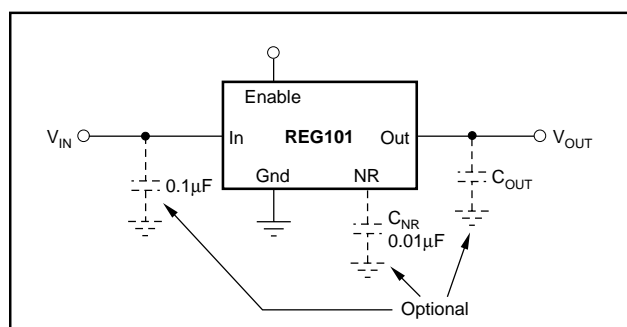 Enable
V_IN
In
REG101
Out
V_OUT
0.1µF
Gnd
NR
C_OUT
C_NR
0.01µF
Optional